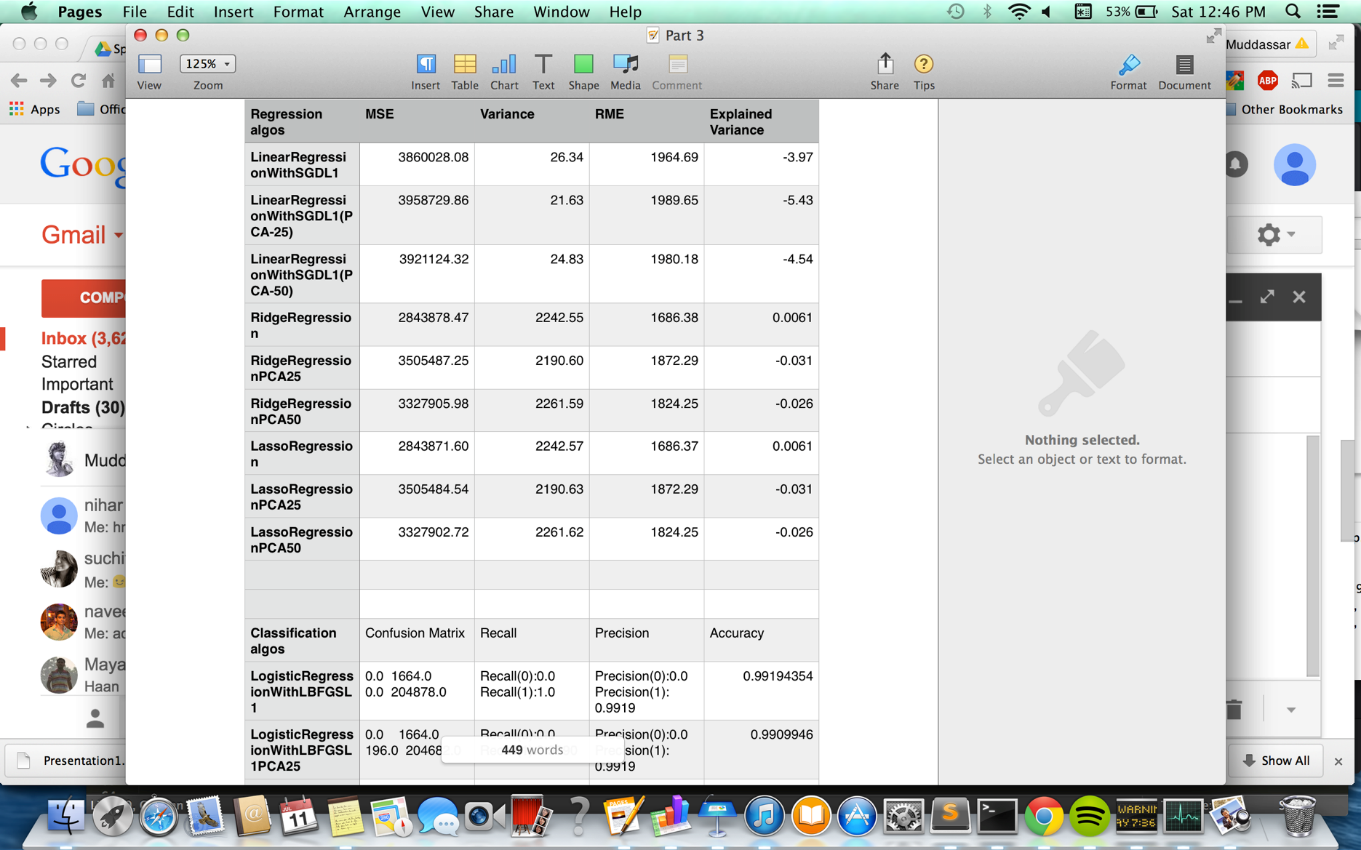 Pages File Edit Insert Format Arrange View Share Window Help
53% Sat 12:46 PM
Part 3
Sp
Muddassar
125%
View Zoom
Insert Table Chart Text Shape Media Comment
Share Tips
Format Document
ABP
Apps
Other Bookmarks
Gmail
Inbox
Starred
Important
Drafts (30)
Circles
nihar
Me:
Me:
Me:
Haan
Presentation1.
Regression algos MSE Variance RME Explained Variance
LinearRegressionWithSGDL1 3860028.08 26.34 1964.69 -3.97
LinearRegressionWithSGDL1(PCA-25) 3958729.86 21.63 1989.65 -5.43
LinearRegressionWithSGDL1(PCA-50) 3921124.32 24.83 1980.18 -4.54
RidgeRegression 2843878.47 2242.55 1686.38 0.0061
RidgeRegressionPCA25 3505487.25 2190.60 1872.29 -0.031
RidgeRegressionPCA50 3327905.98 2261.59 1824.25 -0.026
LassoRegression 2843871.60 2242.57 1686.37 0.0061
LassoRegressionPCA25 3505484.54 2190.63 1872.29 -0.031
LassoRegressionPCA50 3327902.72 2261.62 1824.25 -0.026
Classification algos Confusion Matrix Recall Precision Accuracy
LogisticRegressionWithLBFGSL1 0.0 1664.0 0.0 204878.0 Recall(0):0.0 Recall(1):1.0 Precision(0):0.0 Precision(1): 0.9919 0.99194354
LogisticRegressionWithLBFGSL1PCA25 0.0 1664.0 196.0 Recall(0):0.0 Precision(0):0.0 0.9919 0.9909946
449 words
Nothing selected.
Select an object or text to format.
Show All
JUL 11
WARNIN
AY 7:36